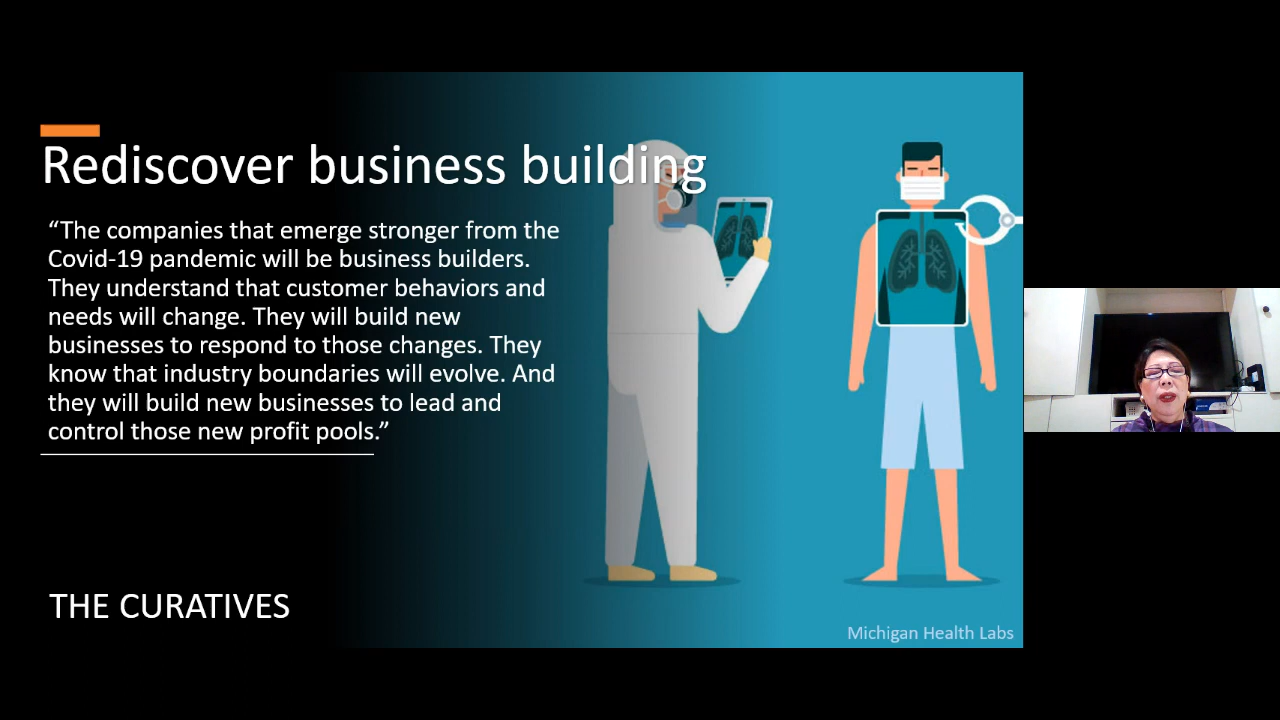 Rediscover business building
“The companies that emerge stronger from the
Covid-19 pandemic will be business builders.
They understand that customer behaviors and
needs will change. They will build new
businesses to respond to those changes. They
know that industry boundaries will evolve. And
they will build new businesses to lead and
control those new profit pools.”
THE CURATIVES
Michigan Health Labs